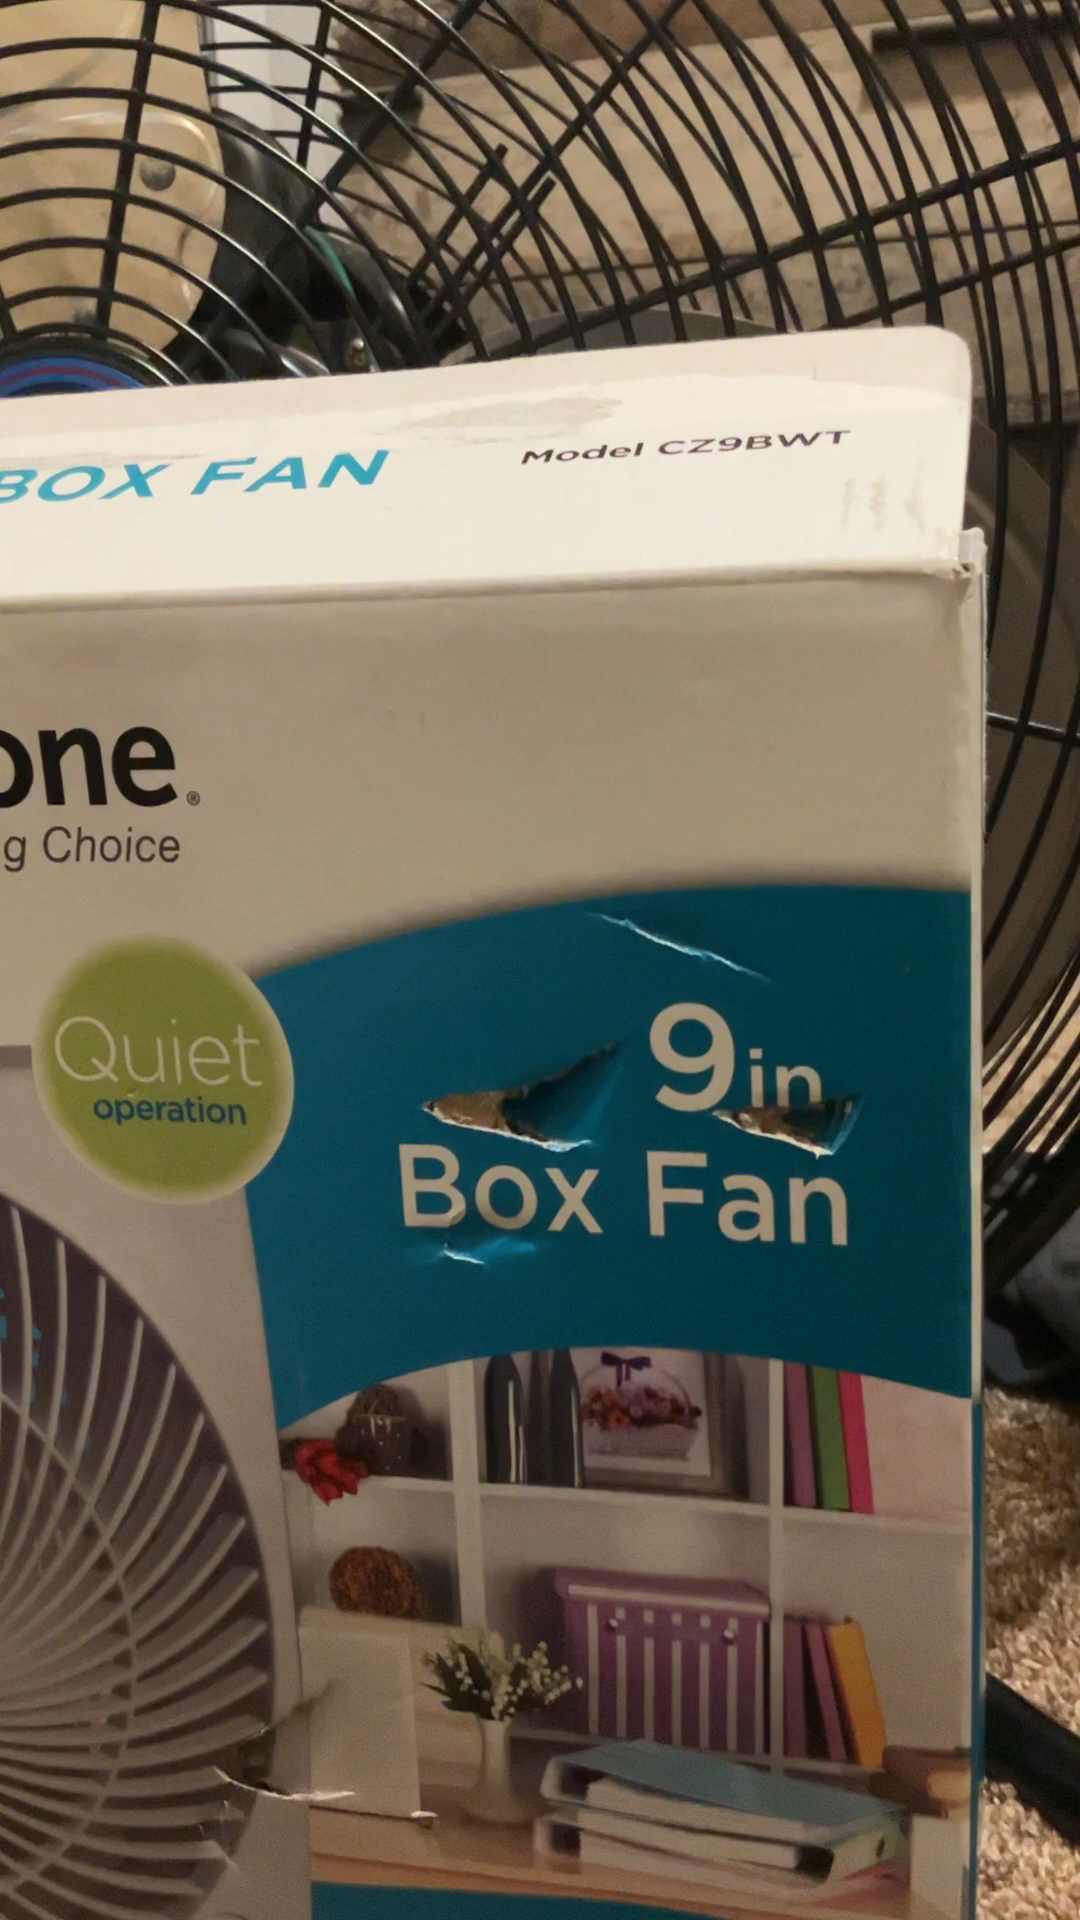 BOX FAN Model CZ9BWT
one®
g Choice
Quiet
operation
9in
Box Fan